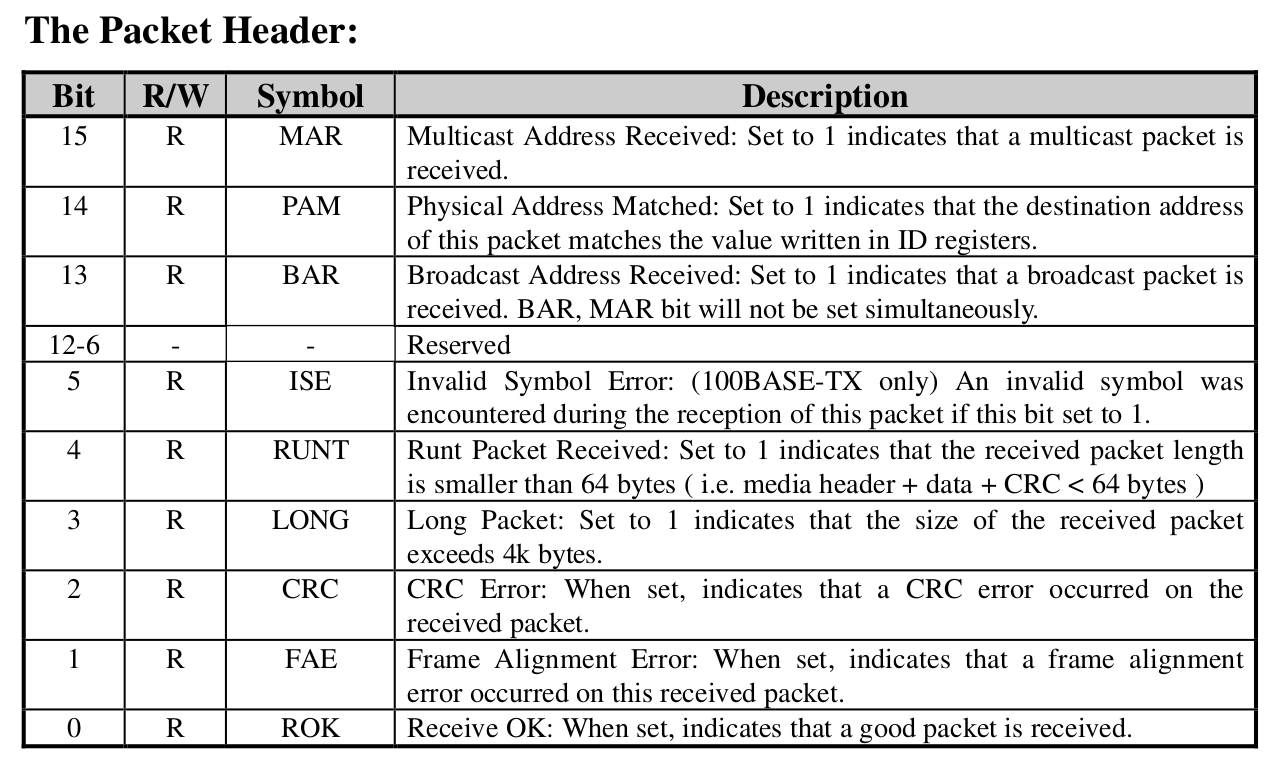 The Packet Header:
Bit R/W Symbol Description
15 R MAR Multicast Address Received: Set to 1 indicates that a multicast packet is
received.
14 R PAM Physical Address Matched: Set to 1 indicates that the destination address
of this packet matches the value written in ID registers.
13 R BAR Broadcast Address Received: Set to 1 indicates that a broadcast packet is
received. BAR, MAR bit will not be set simultaneously.
12-6 - - Reserved
5 R ISE Invalid Symbol Error: (100BASE-TX only) An invalid symbol was
encountered during the reception of this packet if this bit set to 1.
4 R RUNT Runt Packet Received: Set to 1 indicates that the received packet length
is smaller than 64 bytes ( i.e. media header + data + CRC < 64 bytes )
3 R LONG Long Packet: Set to 1 indicates that the size of the received packet
exceeds 4k bytes.
2 R CRC CRC Error: When set, indicates that a CRC error occurred on the
received packet.
1 R FAE Frame Alignment Error: When set, indicates that a frame alignment
error occurred on this received packet.
0 R ROK Receive OK: When set, indicates that a good packet is received.